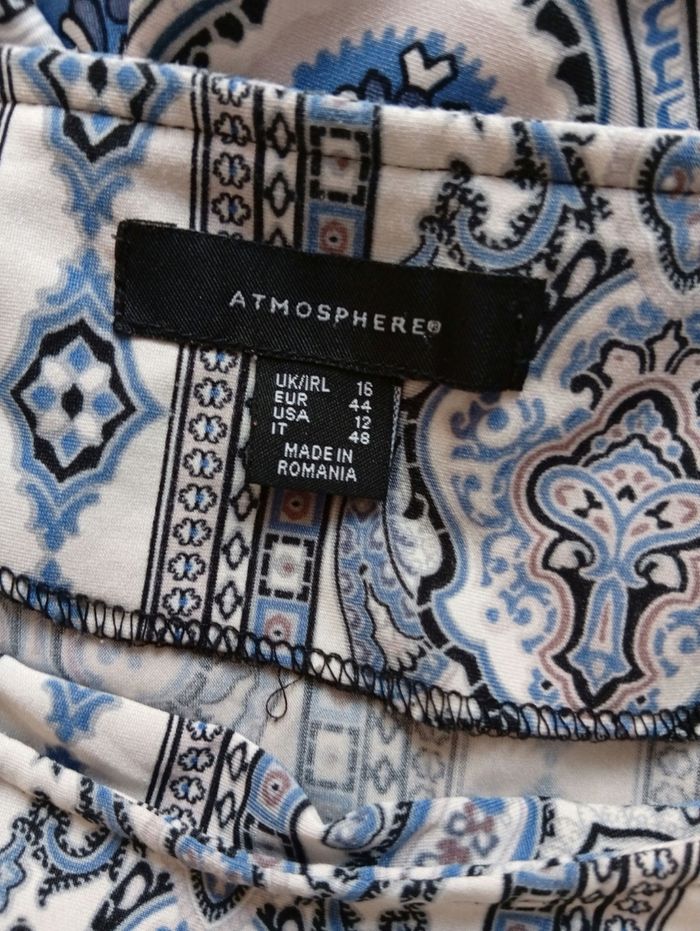 ATMOSPHERE®
UK/IRL 16
EUR 44
USA 12
IT 48
MADE IN
ROMANIA